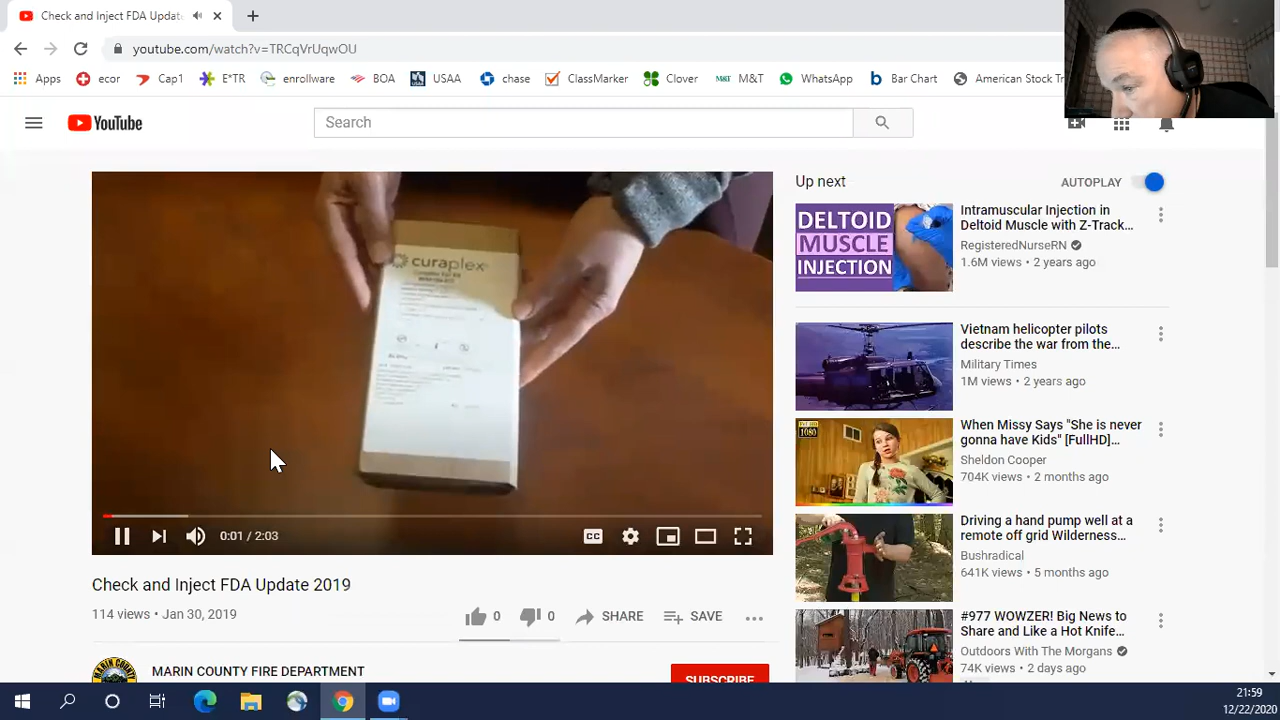 Check and Inject FDA Updat
youtube.com/watch?v=TRCqVrUqwOU
Apps ecor Cap1 E*TR enrollware BOA USAA chase ClassMarker Clover M&T M&T WhatsApp b Bar Chart American Stock Tr
YouTube
Search
curaplex
0:01 / 2:03
CC
Check and Inject FDA Update 2019
114 views • Jan 30, 2019
0 0 SHARE SAVE
MARIN COUNTY
MARIN COUNTY FIRE DEPARTMENT
SUBSCRIBE
Up next
AUTOPLAY
DELTOID
MUSCLE
INJECTION
Intramuscular Injection in
Deltoid Muscle with Z-Track...
RegisteredNurseRN
1.6M views • 2 years ago
Vietnam helicopter pilots
describe the war from the...
Military Times
1M views • 2 years ago
FULL HD
1080
When Missy Says "She is never
gonna have Kids" [FullHD]...
Sheldon Cooper
704K views • 2 months ago
Driving a hand pump well at a
remote off grid Wilderness...
Bushradical
641K views • 5 months ago
#977 WOWZER! Big News to
Share and Like a Hot Knife...
Outdoors With The Morgans
74K views • 2 days ago
21:59
12/22/2020